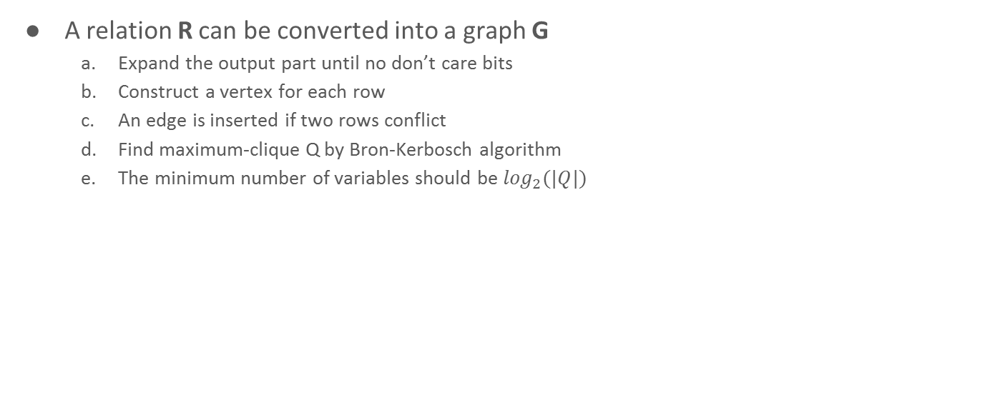 ● A relation R can be converted into a graph G
a. Expand the output part until no don’t care bits
b. Construct a vertex for each row
c. An edge is inserted if two rows conflict
d. Find maximum-clique Q by Bron-Kerbosch algorithm
e. The minimum number of variables should be log₂(|Q|)